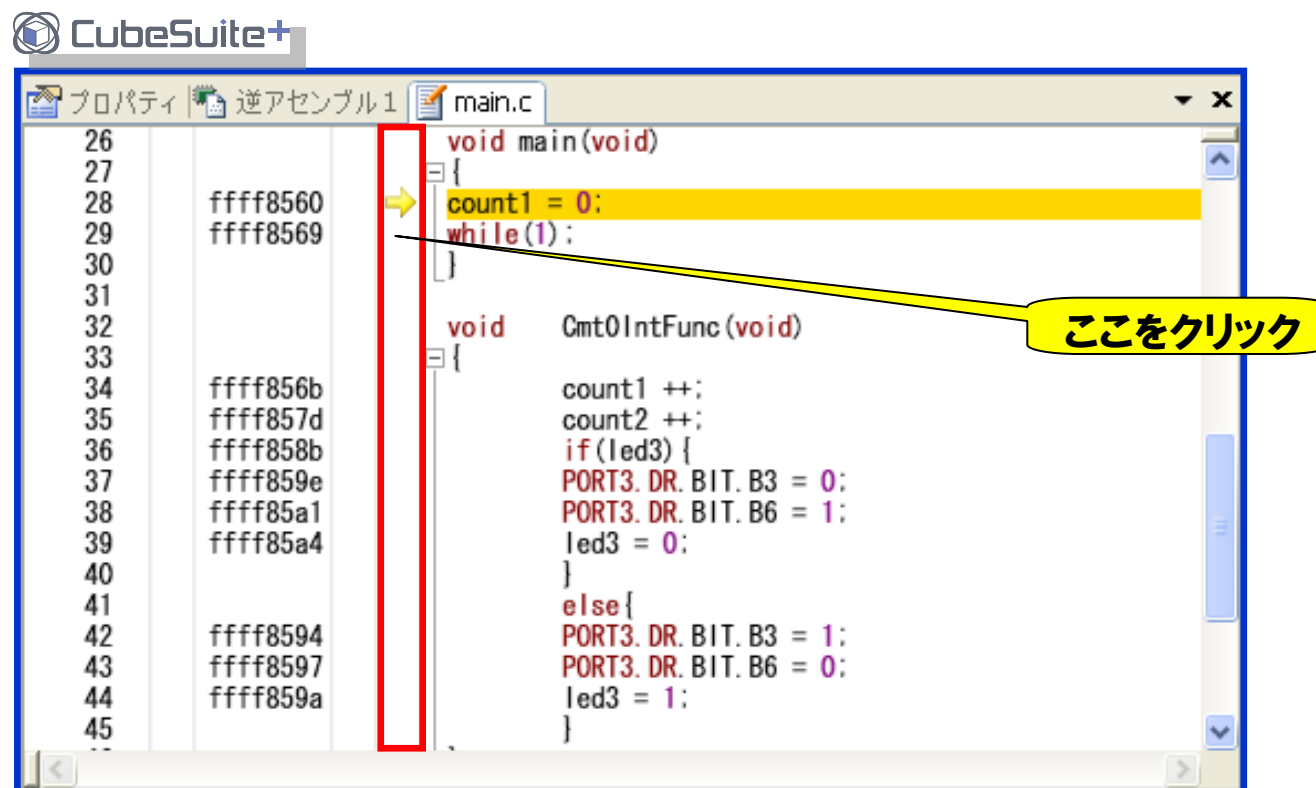 CubeSuite+
プロパティ 逆アセンブル1 main.c
26 void main(void)
27 {
28 ffff8560 count1 = 0;
29 ffff8569 while(1);
30 }
31
32 void CmtOIntFunc(void)
33 {
34 ffff856b count1 ++;
35 ffff857d count2 ++;
36 ffff858b if(led3){
37 ffff859e PORT3.DR.BIT.B3 = 0;
38 ffff85a1 PORT3.DR.BIT.B6 = 1;
39 ffff85a4 led3 = 0;
40 }
41 else{
42 ffff8594 PORT3.DR.BIT.B3 = 1;
43 ffff8597 PORT3.DR.BIT.B6 = 0;
44 ffff859a led3 = 1;
45 }
ここをクリック